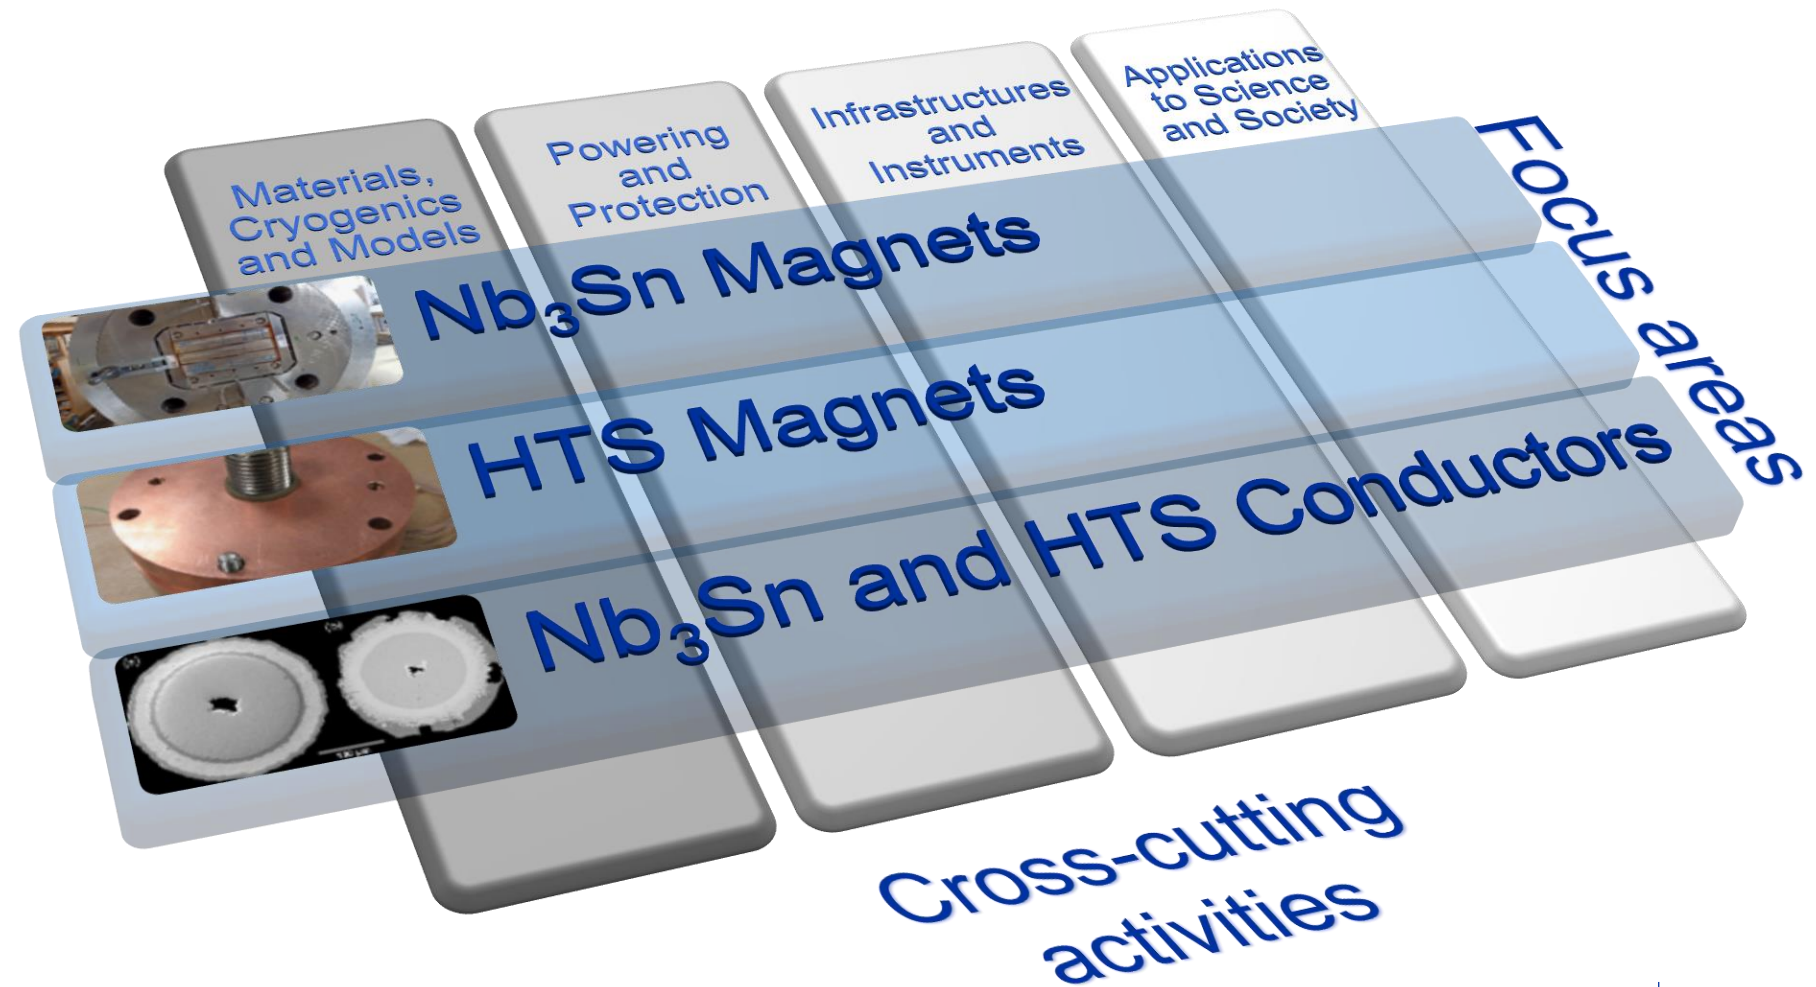 Materials,
Cryogenics
and Models
Powering
and
Protection
Infrastructures
and
Instruments
Applications
to Science
and Society
Focus areas
Nb₃Sn Magnets
HTS Magnets
Nb₃Sn and HTS Conductors
(a)
(b)
Cross-cutting
activities